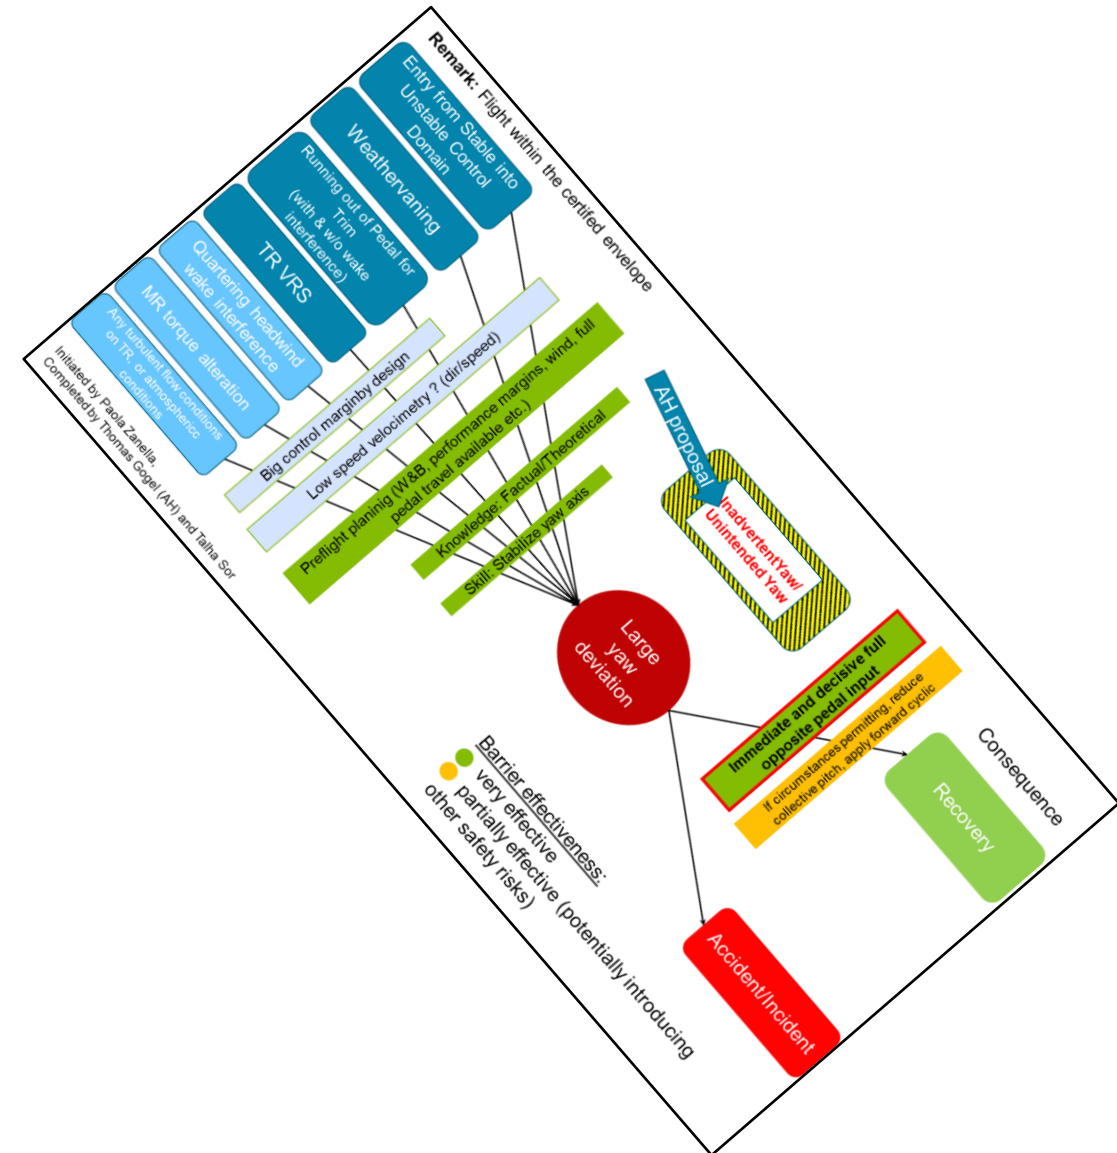 Remark: Flight within the certifed envelope
Entry from Stable into
Unstable Control
Domain
Weathervaning
Running out of Pedal for
Trim
(with & w/o wake
interference)
TR VRS
Quartering headwind
wake interference
MR torque alteration
Any turbulent flow conditions
on TR, or atmosphericc
conditions
Initiated by Paola Zanella,
Completed by Thomas Gogel (AH) and Talha Sor
Big control marginby design
Low speed velocimetry ? (dir/speed)
Preflight planinig (W&B, performance margins, wind, full
pedal travel available etc.)
Knowledge: Factual/Theoretical
Skill: Stabilize yaw axis
Large
yaw
deviation
AH proposal
InadvertentYaw/
Unintended Yaw
Immediate and decisive full
opposite pedal input
If circumstances permitting, reduce
collective pitch, apply forward cyclic
Consequence
Recovery
Accident/Incident
Barrier effectiveness:
very effective
partially effective (potentially introducing
other safety risks)